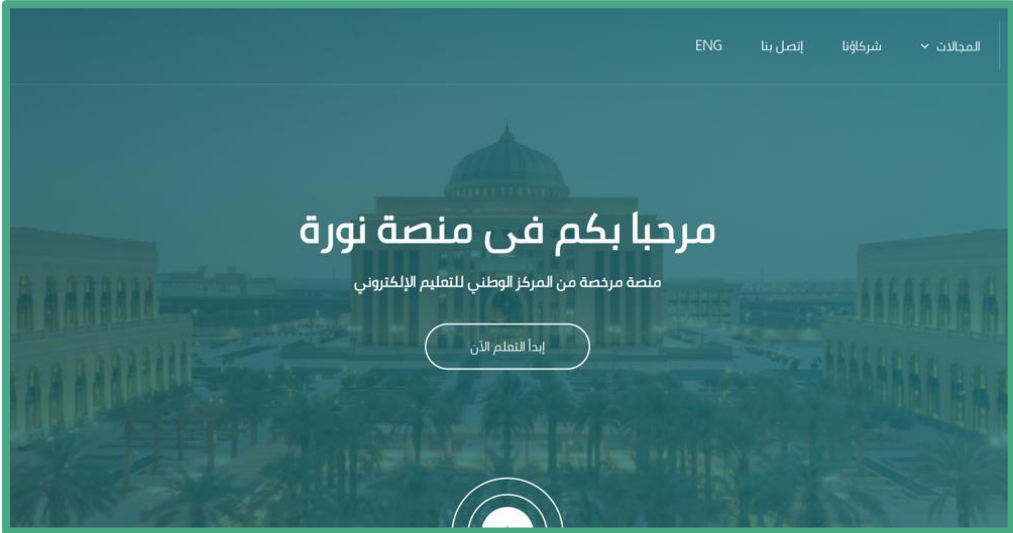 المجالات شركاؤنا إتصل بنا ENG
مرحبا بكم فى منصة نورة
منصة مرخصة من المركز الوطني للتعليم الإلكتروني
إبدأ التعلم الآن